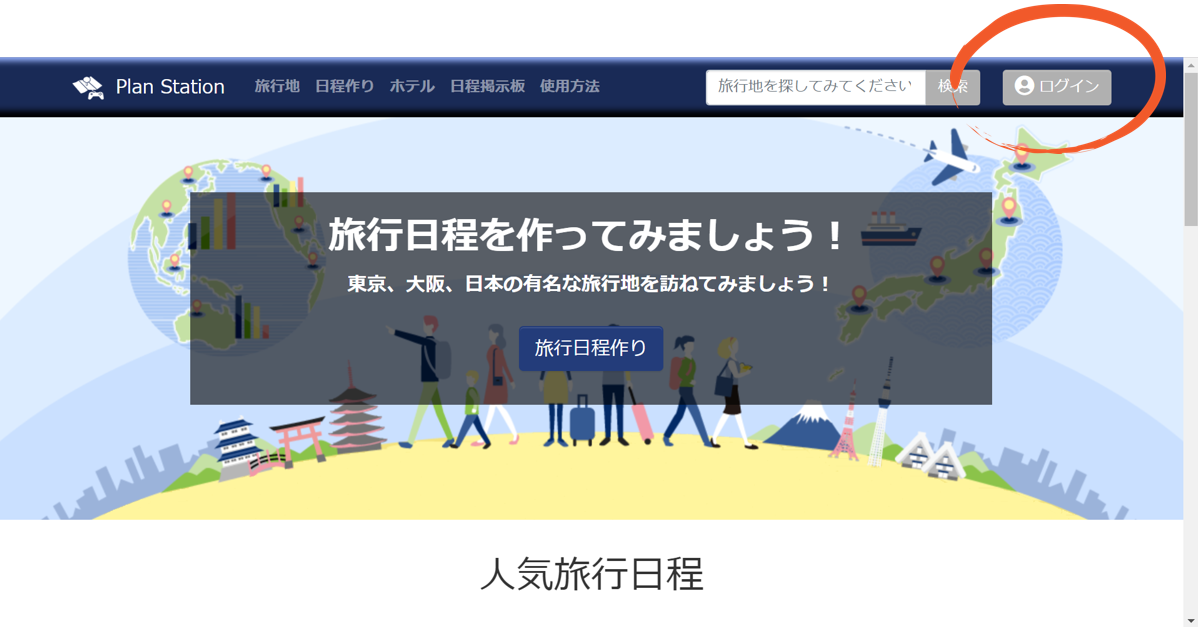 Plan Station 旅行地 日程作り ホテル 日程掲示板 使用方法 旅行地を探してみてください 検索 ログイン
旅行日程を作ってみましょう！
東京、大阪、日本の有名な旅行地を訪ねてみましょう！
旅行日程作り
人気旅行日程